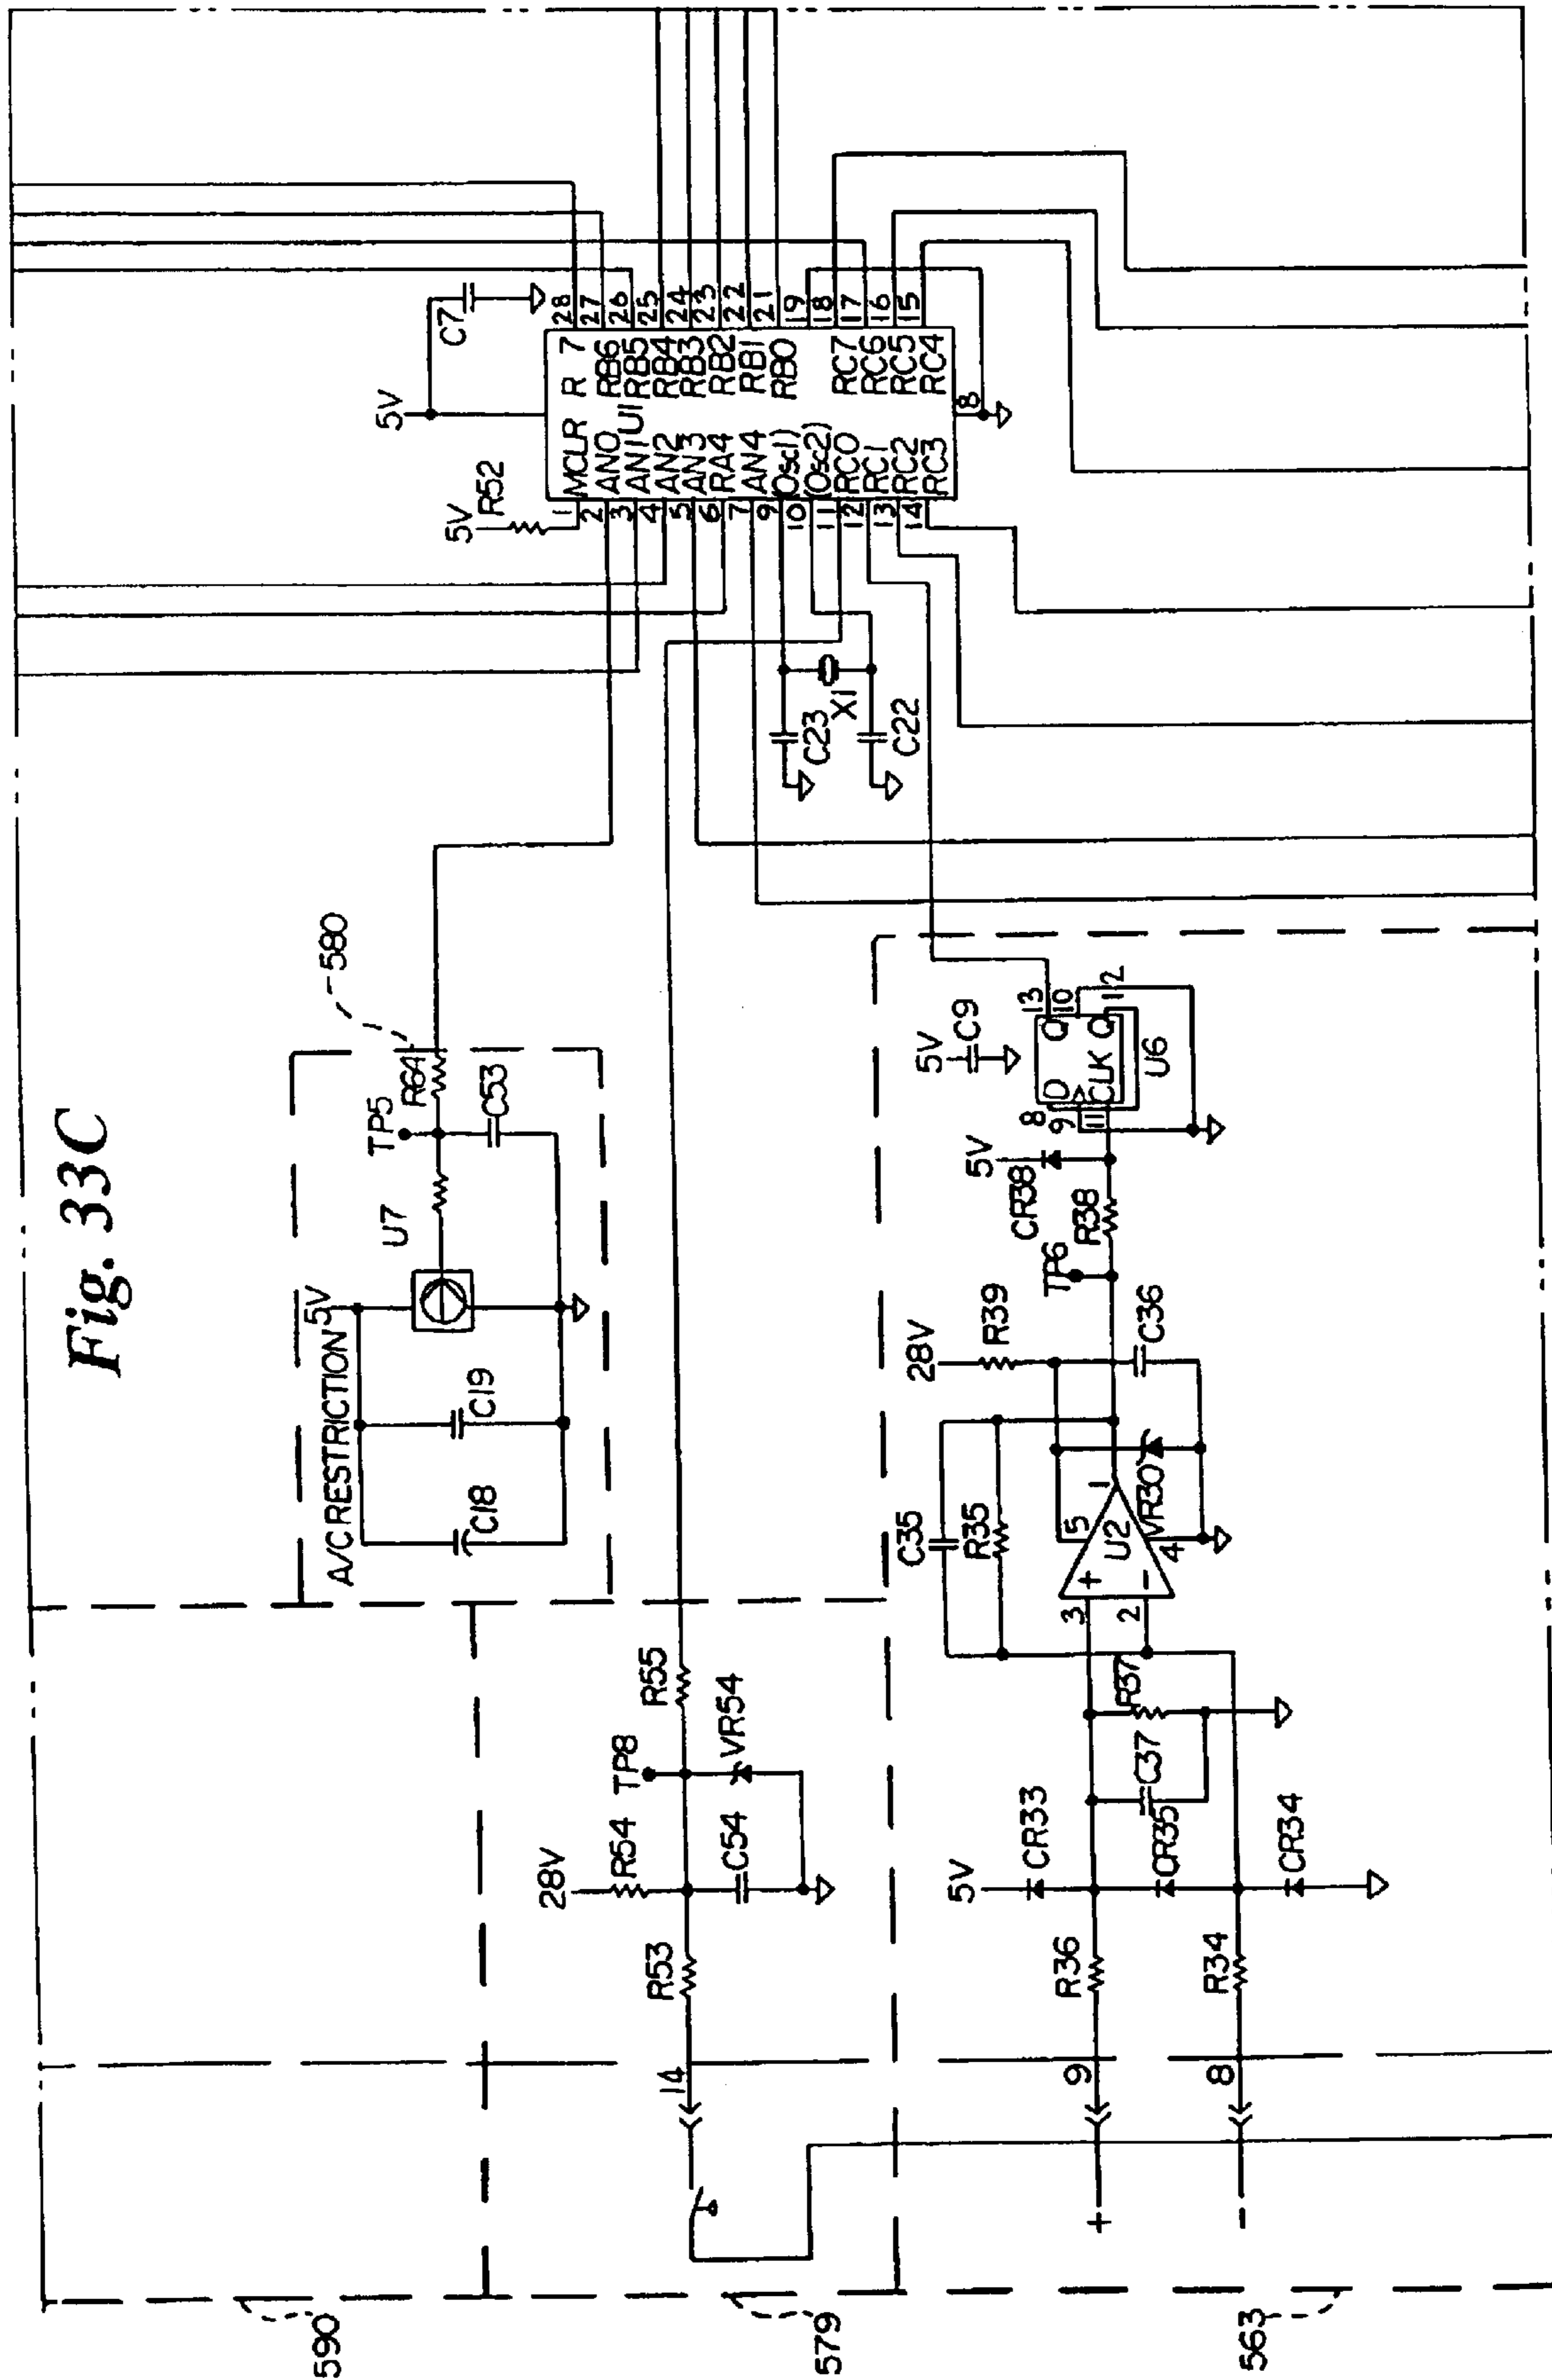 Fig. 33C
A/C RESTRICTION 5V
C18
C19
U7
TP5
R64
C53
580
5V
R52
5V
C7
1 MCLR R 7 28
2 AN0 RB6 27
3 AN1 U1 RB5 26
4 AN2 RB4 25
5 AN3 RB3 24
6 RA4 RB2 23
7 AN4 RB1 22
9 (Osc1) RB0 21
10 (Osc2) 19
11 RC0 RC7 18
12 RC1 RC6 17
13 RC2 RC5 16
14 RC3 RC4 15
8
C23
X1
C22
14
R53
28V
R54
C54
TP8
VR54
R55
9
8
+
-
R36
R34
5V
CR33
CR35
CR34
C37
R37
3 +
2 -
U2
5
4
1
C35
R35
VR30
28V
R39
C36
TP6
R38
5V
CR38
5V
C9
8 D Q 13
9 10
11 CLK Q 12
U6
590
579
563